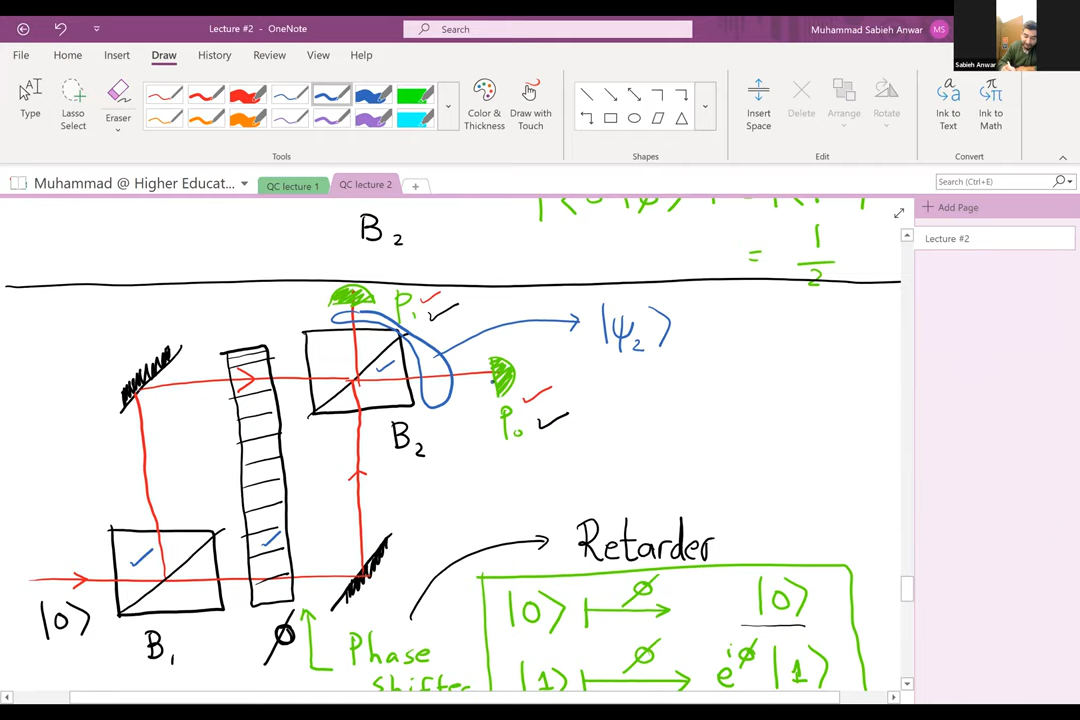 Lecture #2 - OneNote
Search
Muhammad Sabieh Anwar
MS
Sabieh Anwar
File Home Insert Draw History Review View Help
Type
Lasso Select
Eraser
Color & Thickness
Draw with Touch
Insert Space
Delete
Arrange
Rotate
Ink to Text
Ink to Math
Tools
Shapes
Edit
Convert
Muhammad @ Higher Educat...
QC lecture 1
QC lecture 2
Search (Ctrl+E)
Add Page
Lecture #2
B₂
= 1/2
P₁
|ψ₂⟩
P₀
B₂
Retarder
|0⟩ ϕ |0⟩
|0⟩
B₁
ϕ
Phase shifter
|1⟩ ϕ e^{iϕ} |1⟩